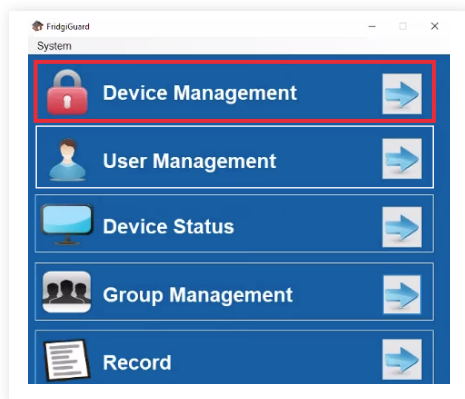 FridgiGuard
System
Device Management
User Management
Device Status
Group Management
Record